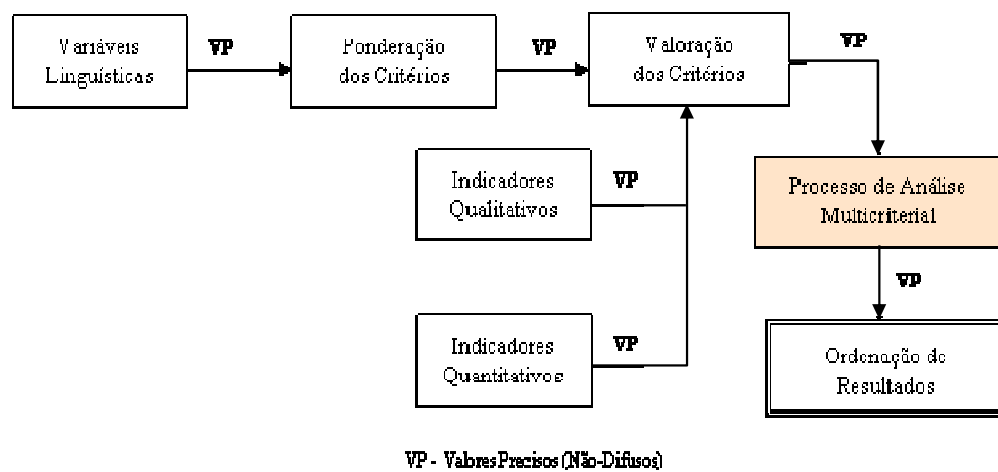 Variáveis
Linguísticas
VP
Ponderação
dos Critérios
VP
Valoração
dos Critérios
VP
Indicadores
Qualitativos
VP
Processo de Análise
Multicriterial
VP
Indicadores
Quantitativos
VP
Ordenação de
Resultados
VP - Valores Precisos (Não-Difusos)